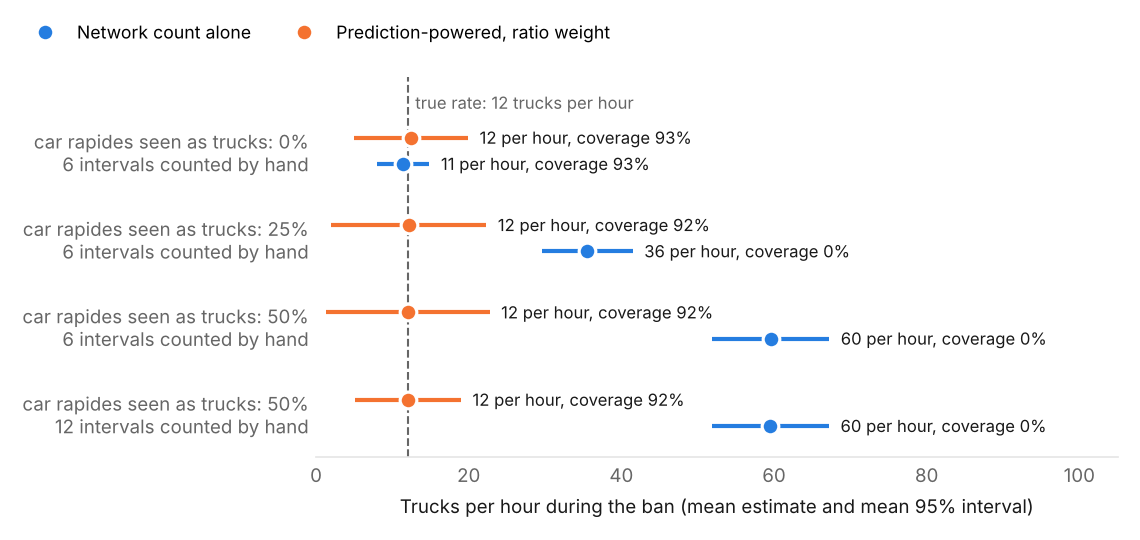 Network count alone
Prediction-powered, ratio weight
true rate: 12 trucks per hour
car rapides seen as trucks: 0%
6 intervals counted by hand
12 per hour, coverage 93%
11 per hour, coverage 93%
car rapides seen as trucks: 25%
6 intervals counted by hand
12 per hour, coverage 92%
36 per hour, coverage 0%
car rapides seen as trucks: 50%
6 intervals counted by hand
12 per hour, coverage 92%
60 per hour, coverage 0%
car rapides seen as trucks: 50%
12 intervals counted by hand
12 per hour, coverage 92%
60 per hour, coverage 0%
0 20 40 60 80 100
Trucks per hour during the ban (mean estimate and mean 95% interval)